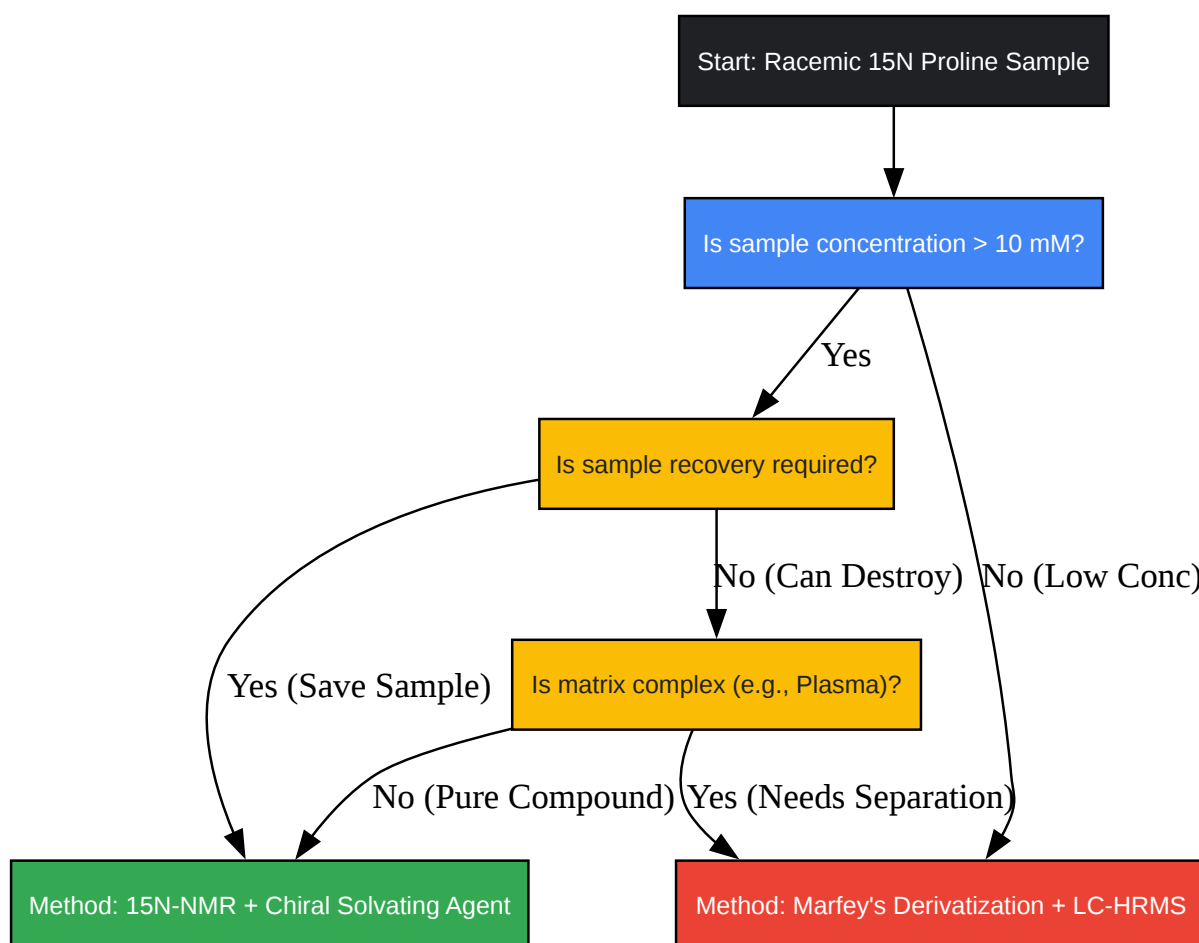 Start: Racemic 15N Proline Sample
Is sample concentration > 10 mM?
Yes
Is sample recovery required?
No (Can Destroy)
No (Low Conc)
Yes (Save Sample)
Is matrix complex (e.g., Plasma)?
No (Pure Compound)
Yes (Needs Separation)
Method: 15N-NMR + Chiral Solvating Agent
Method: Marfey's Derivatization + LC-HRMS